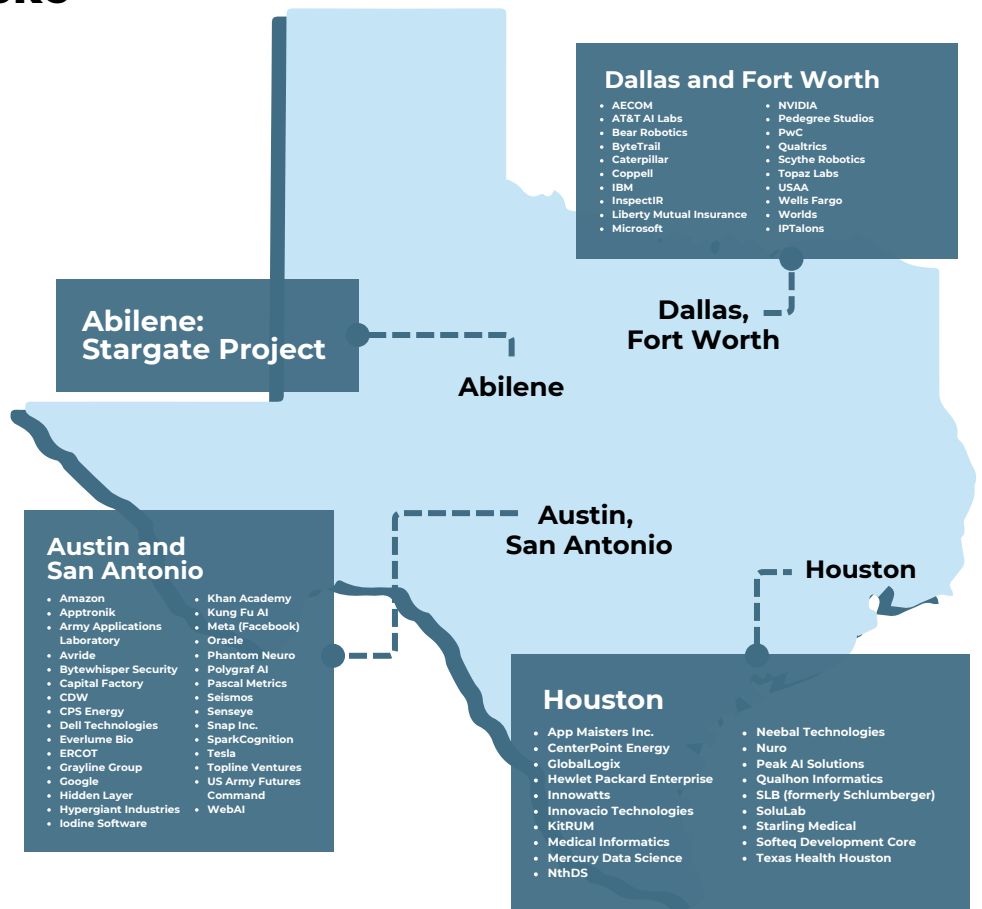 Dallas and Fort Worth
AECOM
AT&T AI Labs
Bear Robotics
ByteTrail
Caterpillar
Coppell
IBM
InspectIR
Liberty Mutual Insurance
Microsoft
NVIDIA
Pedegree Studios
PwC
Qualtrics
Scythe Robotics
Topaz Labs
USAA
Wells Fargo
Worlds
IPTalons
Abilene:
Stargate Project
Dallas,
Fort Worth
Abilene
Austin,
San Antonio
Houston
Austin and
San Antonio
Amazon
Apptronik
Army Applications
Laboratory
Avride
Bytewhisper Security
Capital Factory
CDW
CPS Energy
Dell Technologies
Everlume Bio
ERCOT
Grayline Group
Google
Hidden Layer
Hypergiant Industries
Iodine Software
Khan Academy
Kung Fu AI
Meta (Facebook)
Oracle
Phantom Neuro
Polygraf AI
Pascal Metrics
Seismos
Senseye
Snap Inc.
SparkCognition
Tesla
Topline Ventures
US Army Futures
Command
WebAI
Houston
App Maisters Inc.
CenterPoint Energy
GlobalLogix
Hewlet Packard Enterprise
Innowatts
Innovacio Technologies
KitRUM
Medical Informatics
Mercury Data Science
NthDS
Neebal Technologies
Nuro
Peak AI Solutions
Qualhon Informatics
SLB (formerly Schlumberger)
SoluLab
Starling Medical
Softeq Development Core
Texas Health Houston